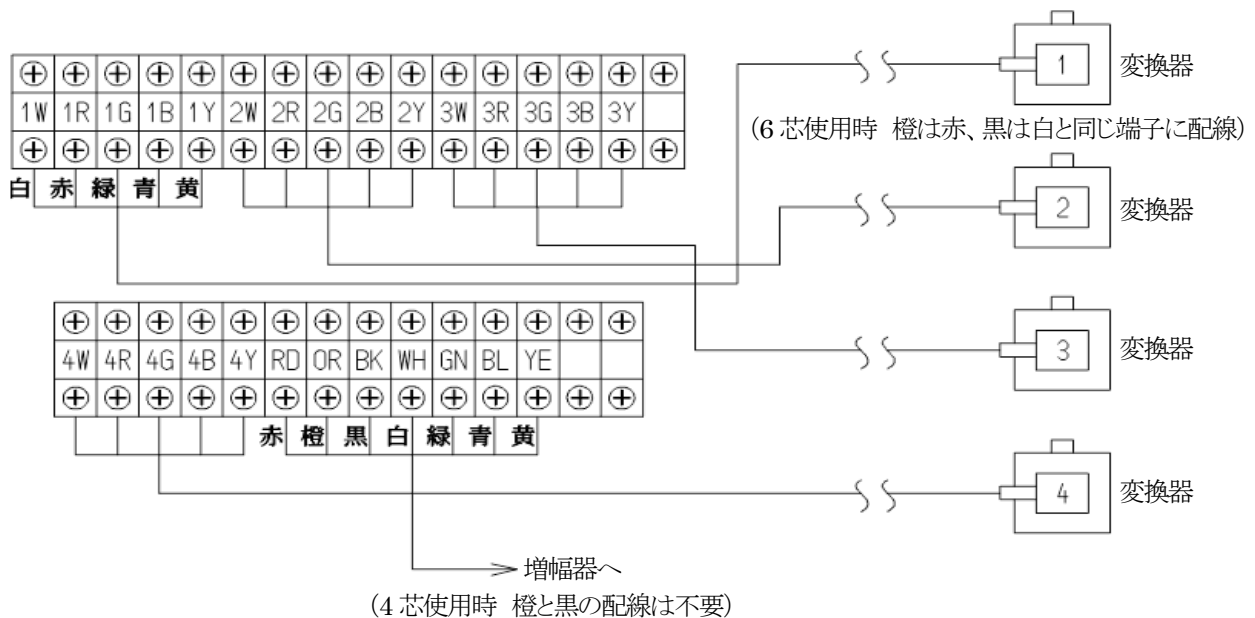 1 変換器
1W 1R 1G 1B 1Y 2W 2R 2G 2B 2Y 3W 3R 3G 3B 3Y
(6 芯使用時 橙は赤、黒は白と同じ端子に配線)
白 赤 緑 青 黄
2 変換器
4W 4R 4G 4B 4Y RD OR BK WH GN BL YE
3 変換器
赤 橙 黒 白 緑 青 黄
4 変換器
増幅器へ
(4 芯使用時 橙と黒の配線は不要)